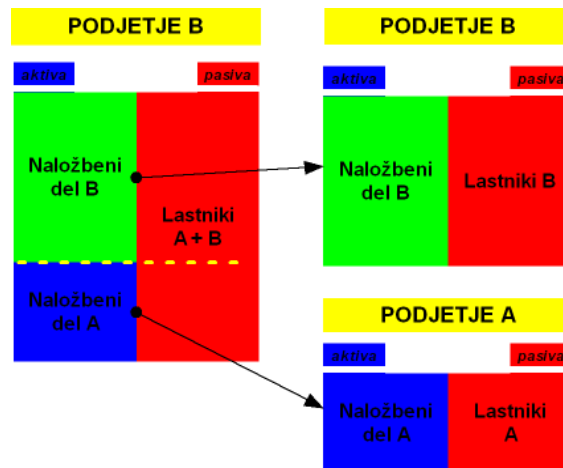 PODJETJE B
aktiva
pasiva
Naložbeni
del B
Lastniki
A + B
Naložbeni
del A
PODJETJE B
aktiva
pasiva
Naložbeni
del B
Lastniki B
PODJETJE A
aktiva
pasiva
Naložbeni
del A
Lastniki
A